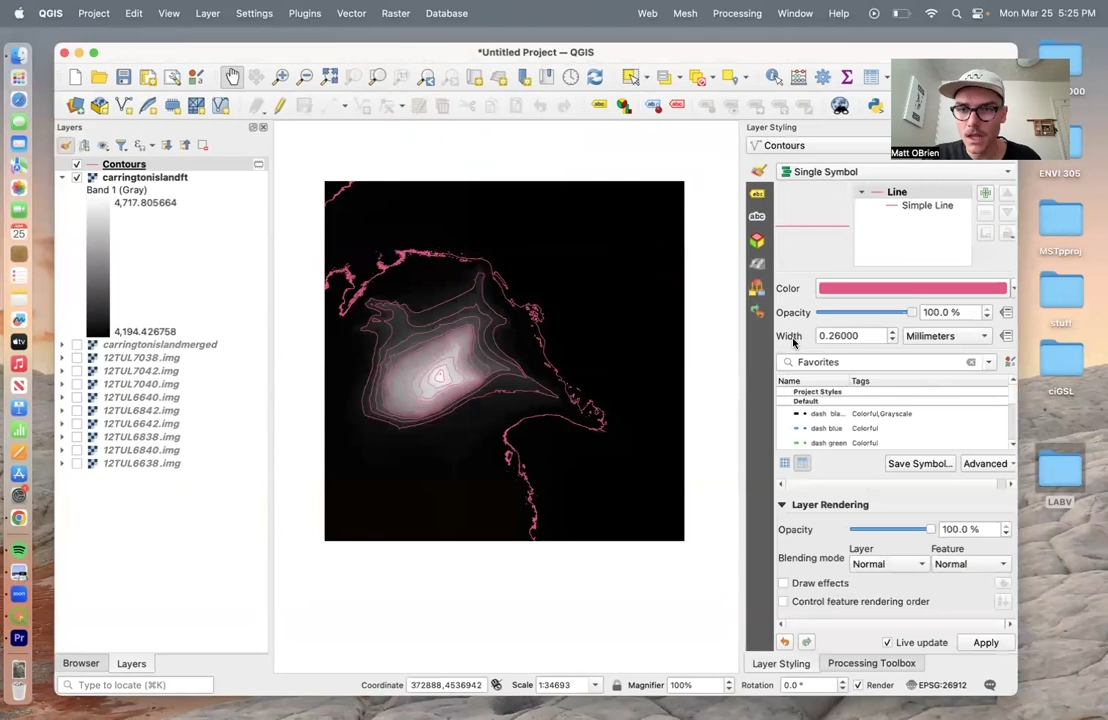 QGIS Project Edit View Layer Settings Plugins Vector Raster Database Web Mesh Processing Window Help Mon Mar 25 5:25 PM
*Untitled Project — QGIS
Matt OBrien
Layers
Contours
carringtonislandft
Band 1 (Gray)
4,717.805664
4,194.426758
carringtonislandmerged
12TUL7038.img
12TUL7042.img
12TUL7040.img
12TUL6640.img
12TUL6842.img
12TUL6642.img
12TUL6838.img
12TUL6840.img
12TUL6638.img
Browser Layers
Type to locate (⌘K)
Coordinate 372888,4536942 Scale 1:34693 Magnifier 100% Rotation 0.0 ° Render EPSG:26912
Layer Styling
Contours
Single Symbol
Line
Simple Line
Color
Opacity 100.0 %
Width 0.26000 Millimeters
Favorites
Name Tags
Project Styles
Default
dash bla... Colorful,Grayscale
dash blue Colorful
dash green Colorful
Save Symbol... Advanced
Layer Rendering
Opacity 100.0 %
Layer Feature
Blending mode Normal Normal
Draw effects
Control feature rendering order
Live update Apply
Layer Styling Processing Toolbox
ENVI 305
MSTpproj
stuff
ciGSL
LABV